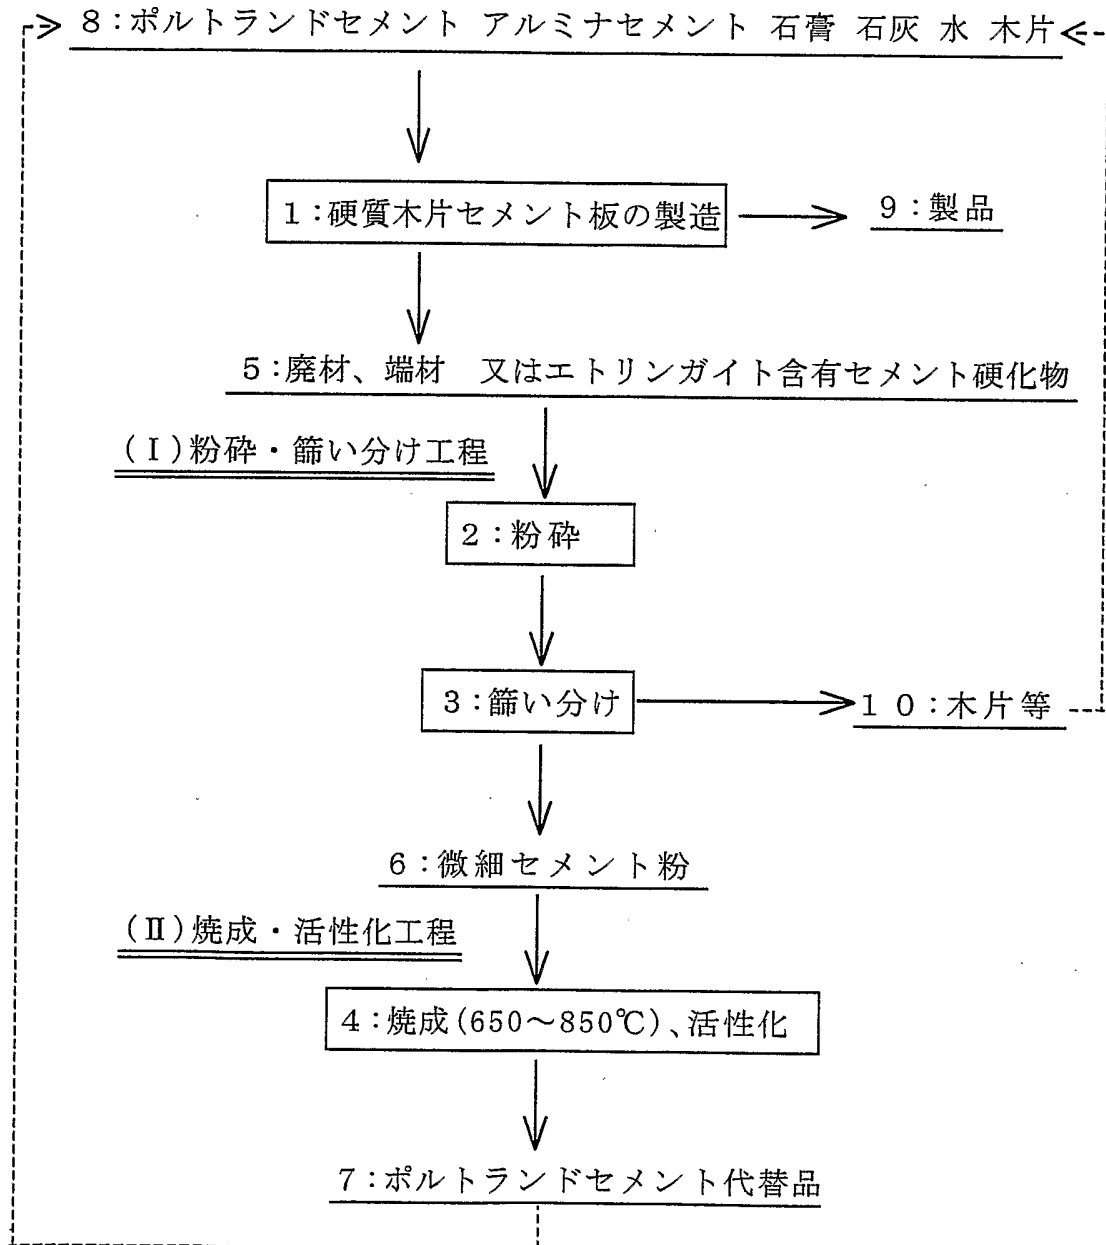 8:ポルトランドセメント アルミナセメント 石膏 石灰 水 木片
1:硬質木片セメント板の製造
9:製品
5:廃材、端材 又はエトリンガイト含有セメント硬化物
(Ⅰ)粉砕・篩い分け工程
2:粉砕
3:篩い分け
10:木片等
6:微細セメント粉
(Ⅱ)焼成・活性化工程
4:焼成(650〜850℃)、活性化
7:ポルトランドセメント代替品